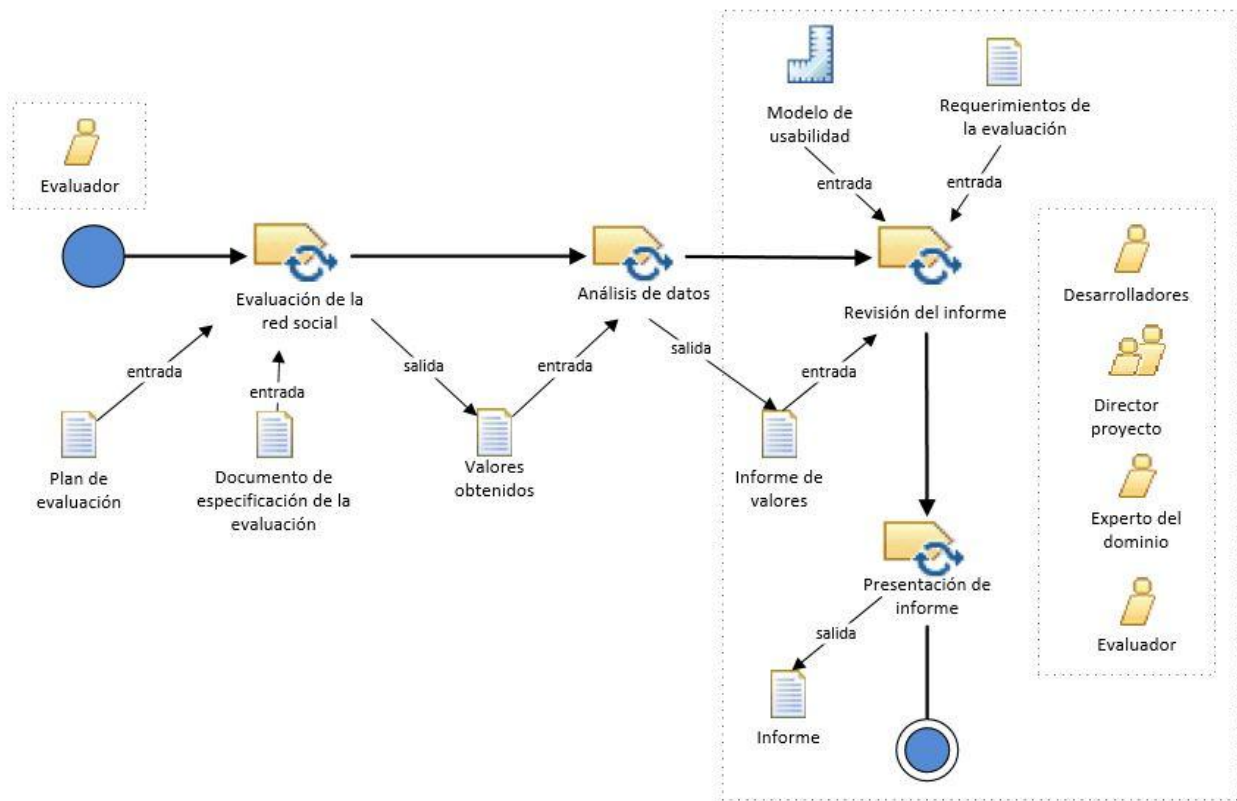 Modelo de
usabilidad
Requerimientos de
la evaluación
Evaluador
entrada
entrada
Evaluación de la
red social
Análisis de datos
Revisión del informe
Desarrolladores
entrada
entrada
salida
entrada
salida
entrada
Plan de
evaluación
Documento de
especificación de la
evaluación
Valores
obtenidos
Informe de
valores
Director
proyecto
Experto del
dominio
Presentación de
informe
salida
Evaluador
Informe